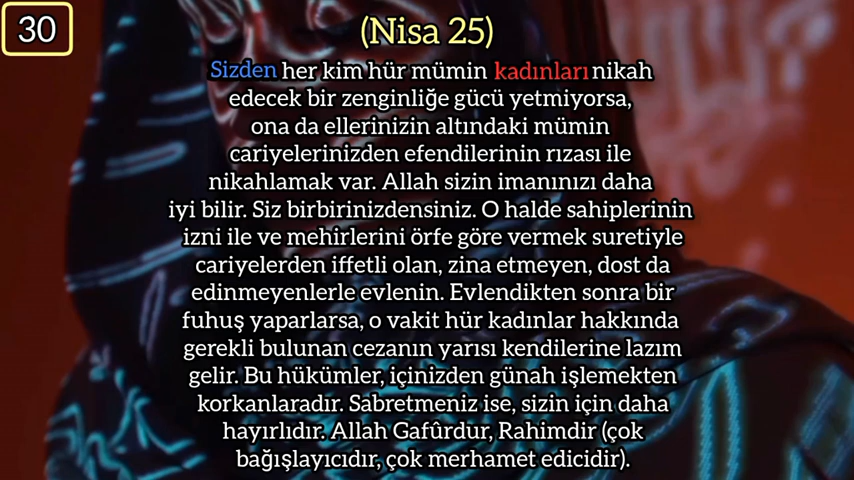 30
(Nisa 25)
Sizden her kim hür mümin kadınları nikah
edecek bir zenginliğe gücü yetmiyorsa,
ona da ellerinizin altındaki mümin
cariyelerinizden efendilerinin rızası ile
nikahlamak var. Allah sizin imanınızı daha
iyi bilir. Siz birbirinizdensiniz. O halde sahiplerinin
izni ile ve mehirlerini örfe göre vermek suretiyle
cariyelerden iffetli olan, zina etmeyen, dost da
edinmeyenlerle evlenin. Evlendikten sonra bir
fuhuş yaparlarsa, o vakit hür kadınlar hakkında
gerekli bulunan cezanın yarısı kendilerine lazım
gelir. Bu hükümler, içinizden günah işlemekten
korkanlaradır. Sabretmeniz ise, sizin için daha
hayırlıdır. Allah Gafûrdur, Rahimdir (çok
bağışlayıcıdır, çok merhamet edicidir).